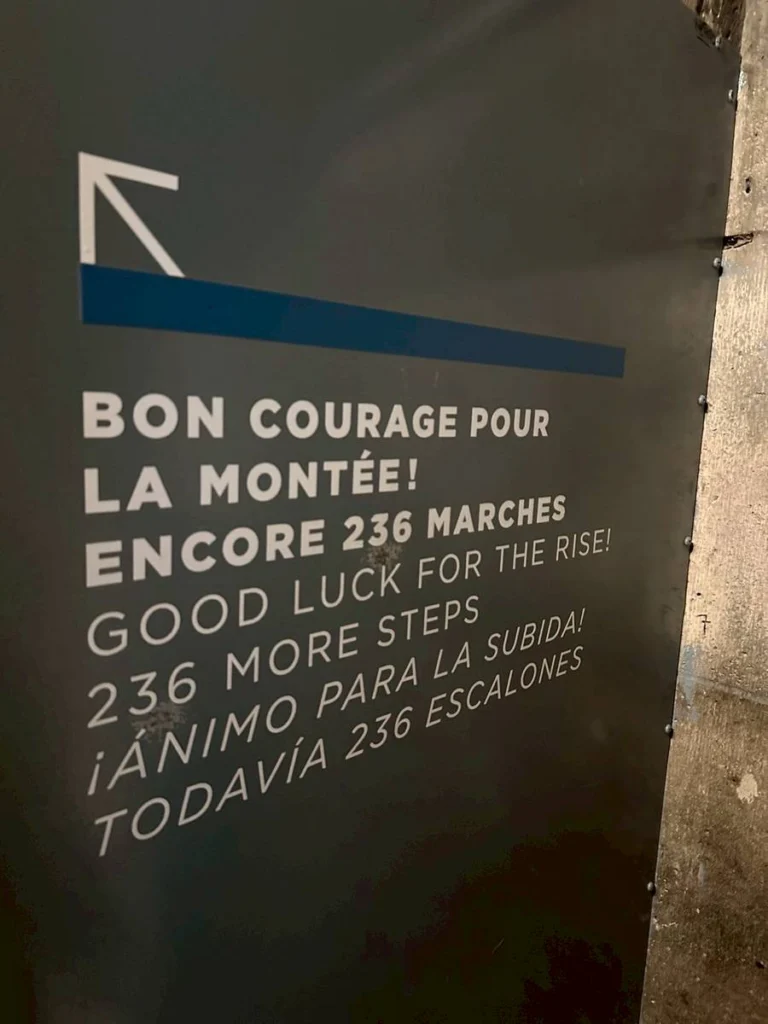 BON COURAGE POUR
LA MONTÉE!
ENCORE 236 MARCHES
GOOD LUCK FOR THE RISE!
236 MORE STEPS
¡ÁNIMO PARA LA SUBIDA!
TODAVÍA 236 ESCALONES